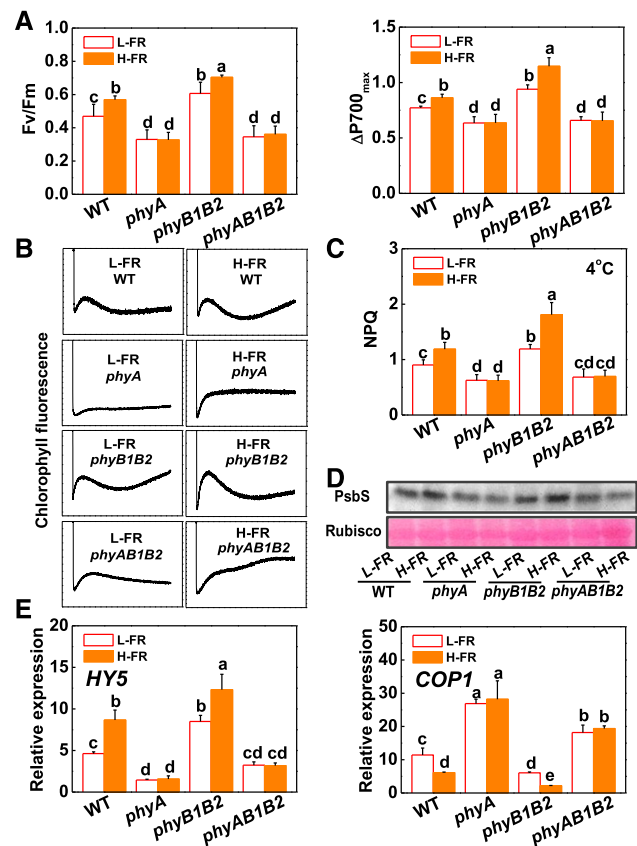 A
Fv/Fm
0.8
0.6
0.4
0.2
0.0
L-FR
H-FR
c b d d b a d d
WT phyA phyB1B2 phyAB1B2
ΔP700max
1.5
1.0
0.5
0.0
L-FR
H-FR
c b d d b a d d
WT phyA phyB1B2 phyAB1B2
B
Chlorophyll fluorescence
L-FR
WT
H-FR
WT
L-FR
phyA
H-FR
phyA
L-FR
phyB1B2
H-FR
phyB1B2
L-FR
phyAB1B2
H-FR
phyAB1B2
C
NPQ
3
2
1
0
L-FR
H-FR
4°C
c b d d b a cd cd
WT phyA phyB1B2 phyAB1B2
D
PsbS
Rubisco
L-FR H-FR L-FR H-FR L-FR H-FR L-FR H-FR
WT phyA phyB1B2 phyAB1B2
E
Relative expression
20
15
10
5
0
L-FR
H-FR
HY5
c b d d b a cd cd
WT phyA phyB1B2 phyAB1B2
Relative expression
50
40
30
20
10
0
L-FR
H-FR
COP1
c d a a d e b b
WT phyA phyB1B2 phyAB1B2